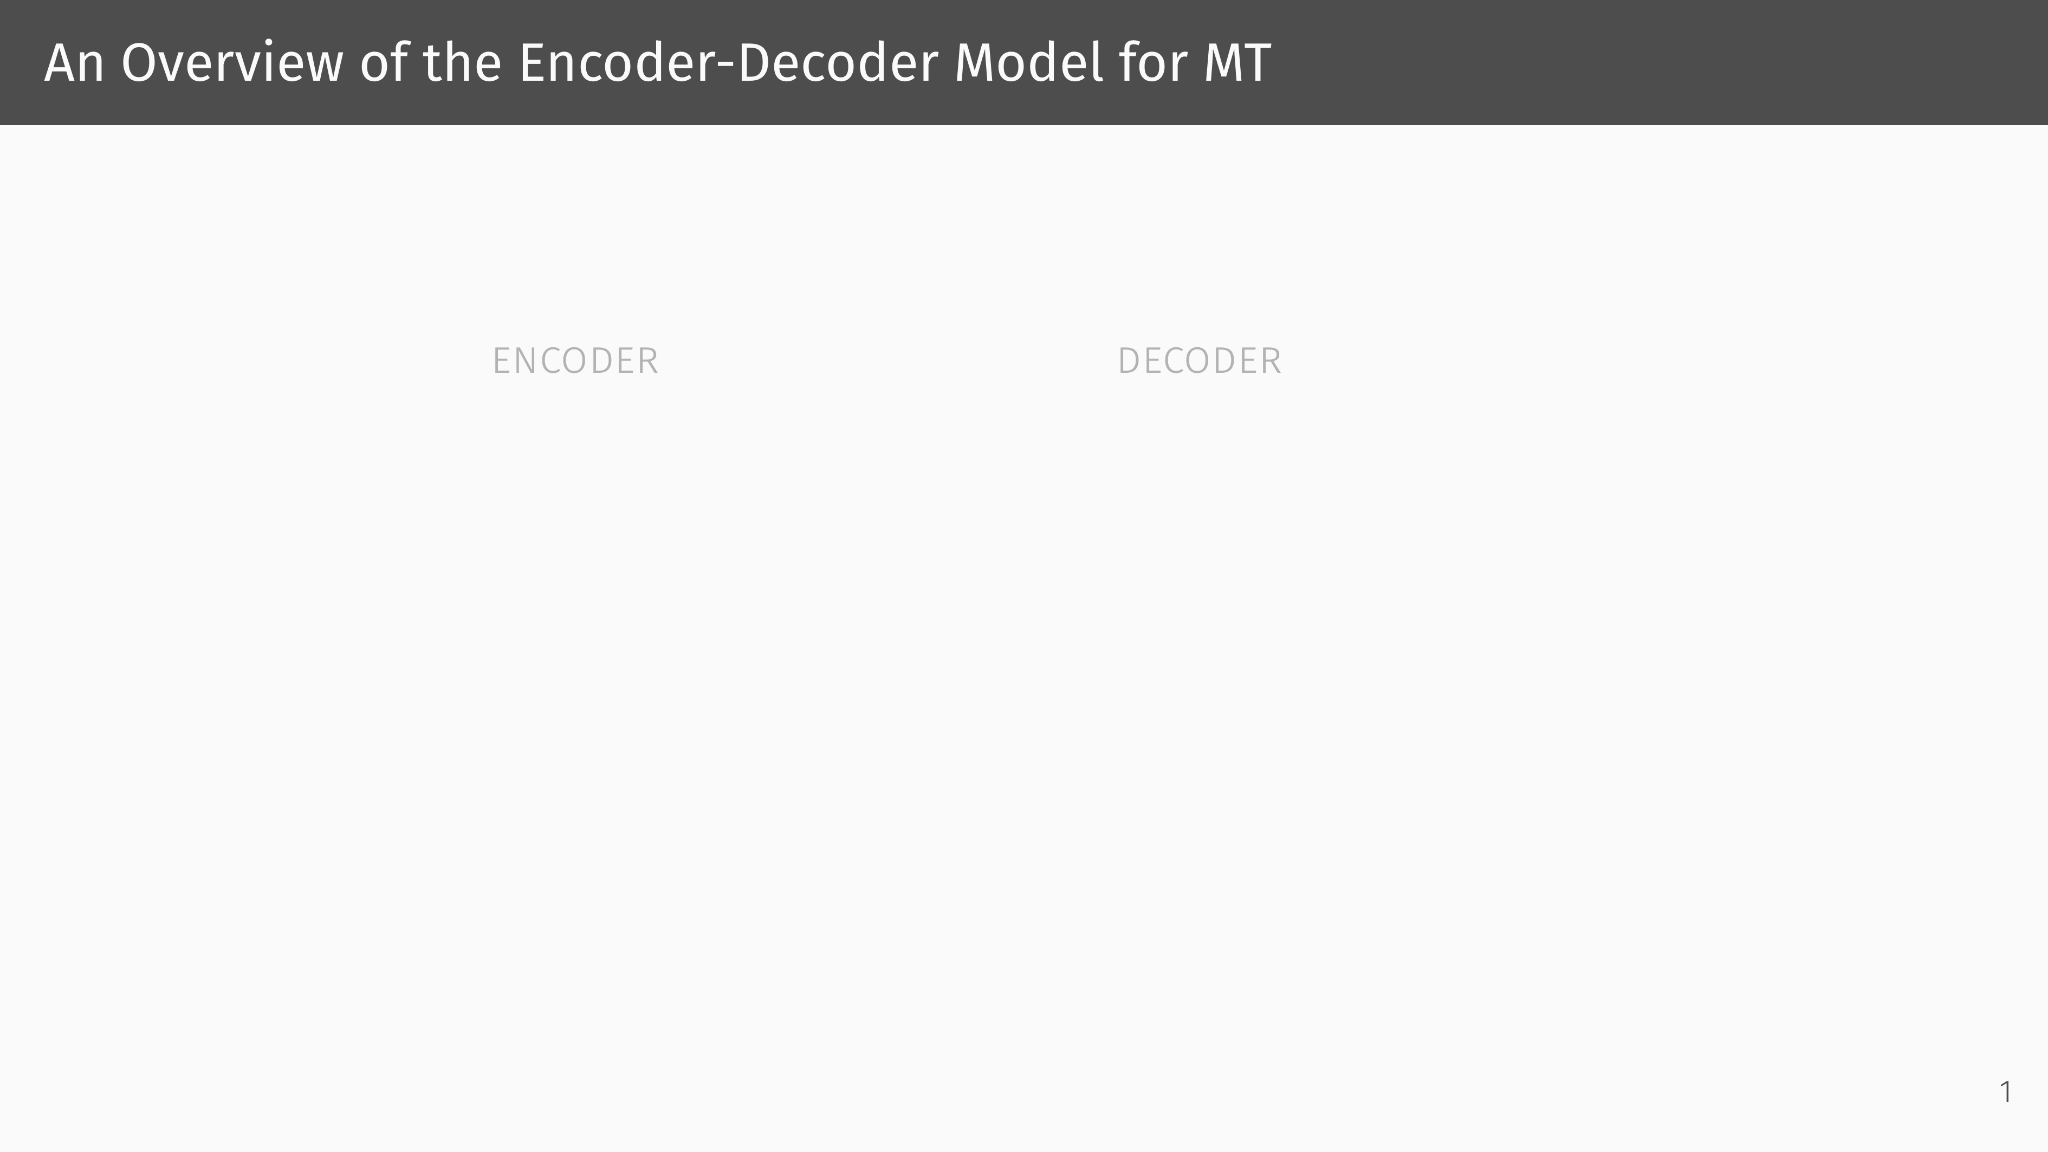 An Overview of the Encoder-Decoder Model for MT
ENCODER DECODER
1